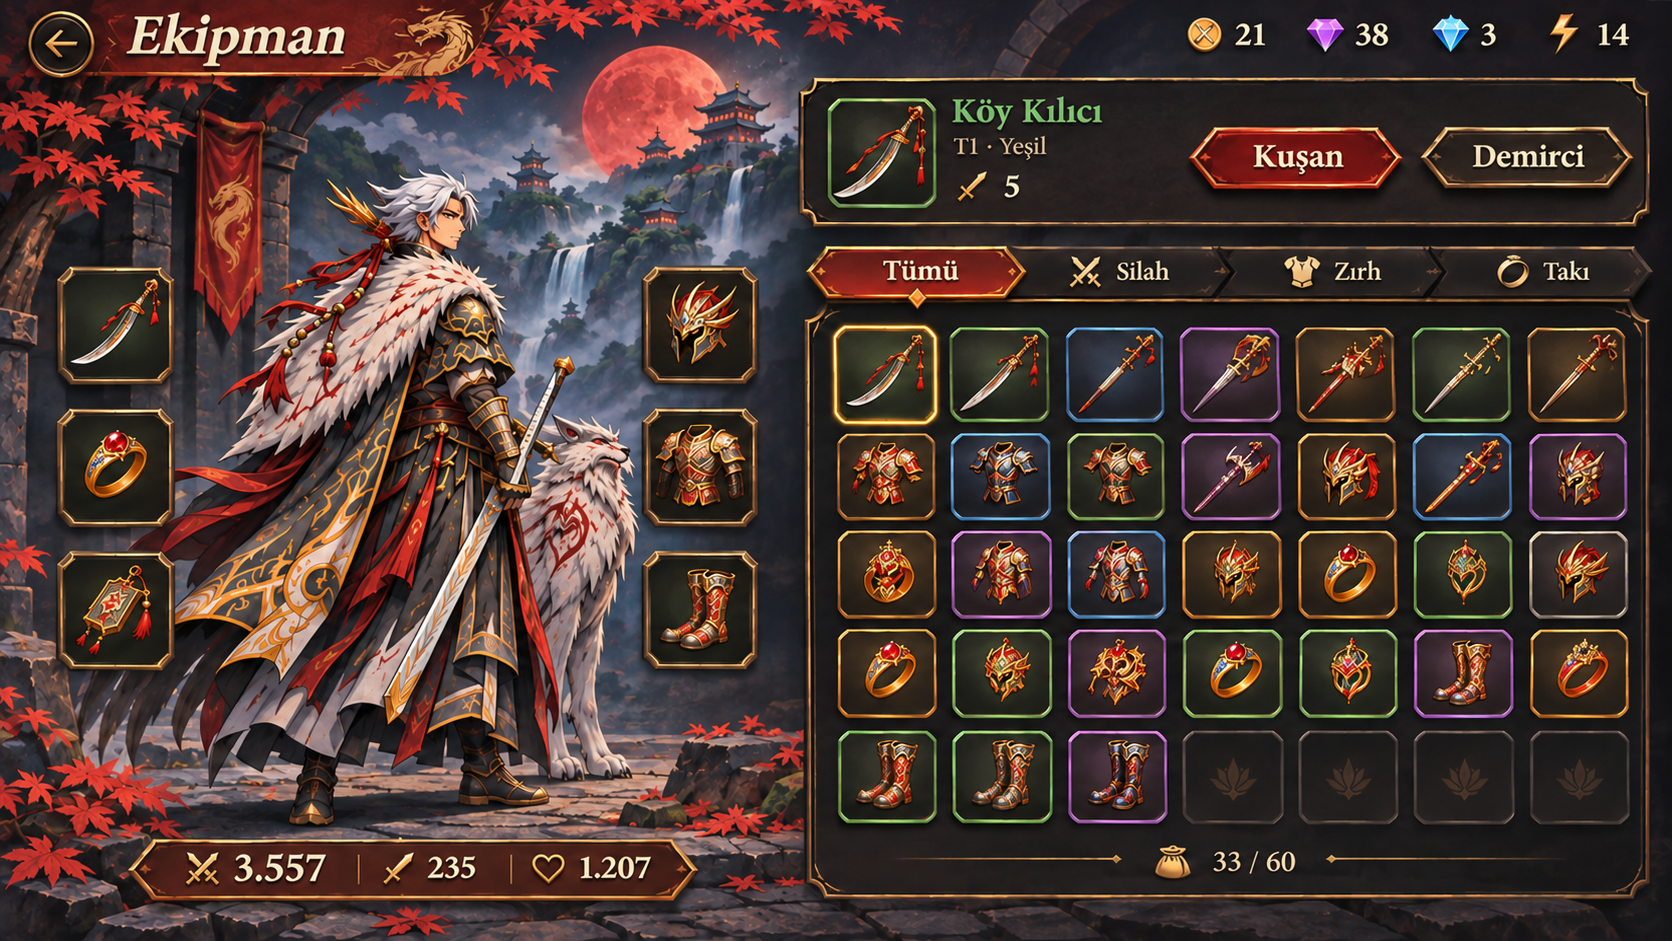 Ekipman
21 38 3 14
Köy Kılıcı
T1 · Yeşil
5
Kuşan
Demirci
Tümü Silah Zırh Takı
33 / 60
3.557 235 1.207